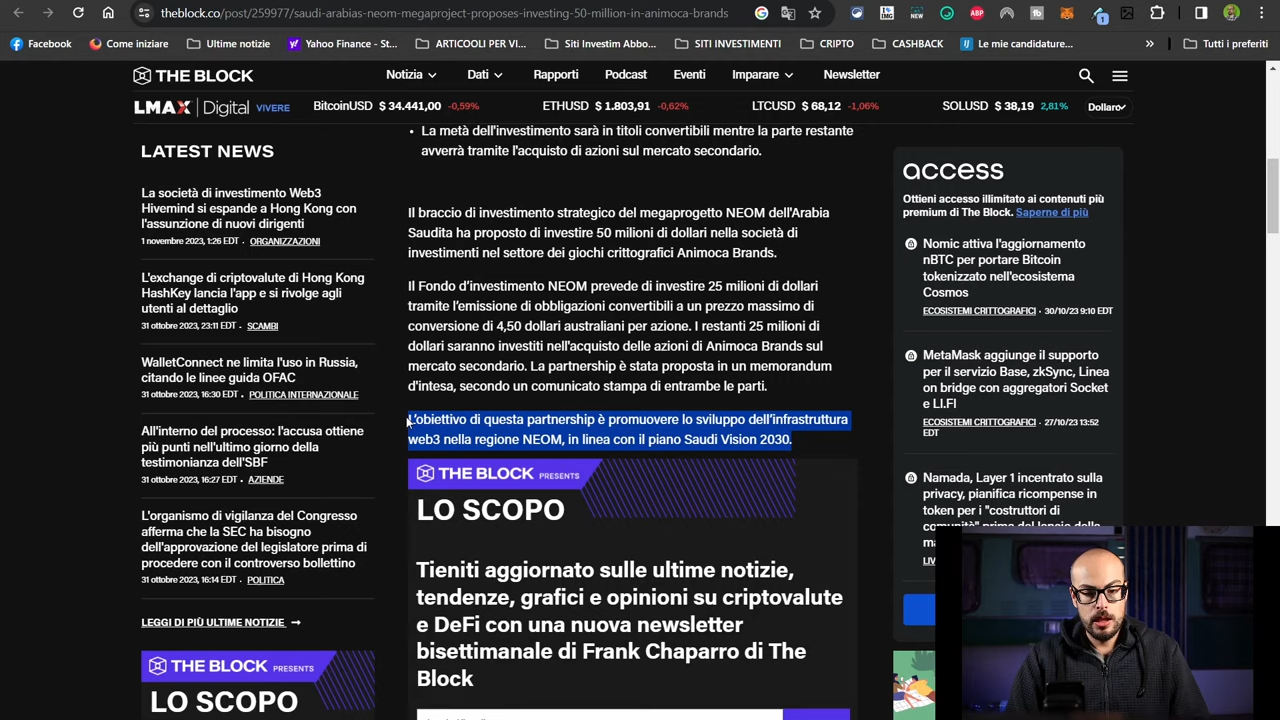 theblock.co/post/259977/saudi-arabias-neom-megaproject-proposes-investing-50-million-in-animoca-brands
Facebook
Come iniziare
Ultime notizie
Yahoo Finance - St...
ARTICOOLI PER VI...
Siti Investim Abbo...
SITI INVESTIMENTI
CRIPTO
CASHBACK
Le mie candidature...
Tutti i preferiti
THE BLOCK
Notizia
Dati
Rapporti
Podcast
Eventi
Imparare
Newsletter
LMAX Digital VIVERE
BitcoinUSD $ 34.441,00 -0,59%
ETHUSD $ 1.803,91 -0,62%
LTCUSD $ 68,12 -1,06%
SOLUSD $ 38,19 2,81%
Dollaro
LATEST NEWS
La società di investimento Web3
Hivemind si espande a Hong Kong con
l'assunzione di nuovi dirigenti
1 novembre 2023, 1:26 EDT • ORGANIZZAZIONI
L'exchange di criptovalute di Hong Kong
HashKey lancia l'app e si rivolge agli
utenti al dettaglio
31 ottobre 2023, 23:11 EDT • SCAMBI
WalletConnect ne limita l'uso in Russia,
citando le linee guida OFAC
31 ottobre 2023, 16:30 EDT • POLITICA INTERNAZIONALE
All'interno del processo: l'accusa ottiene
più punti nell'ultimo giorno della
testimonianza dell'SBF
31 ottobre 2023, 16:27 EDT • AZIENDE
L'organismo di vigilanza del Congresso
afferma che la SEC ha bisogno
dell'approvazione del legislatore prima di
procedere con il controverso bollettino
31 ottobre 2023, 16:14 EDT • POLITICA
LEGGI DI PIÙ ULTIME NOTIZIE →
THE BLOCK PRESENTS
LO SCOPO
• La metà dell'investimento sarà in titoli convertibili mentre la parte restante
avverrà tramite l'acquisto di azioni sul mercato secondario.
Il braccio di investimento strategico del megaprogetto NEOM dell'Arabia
Saudita ha proposto di investire 50 milioni di dollari nella società di
investimenti nel settore dei giochi crittografici Animoca Brands.
Il Fondo d’investimento NEOM prevede di investire 25 milioni di dollari
tramite l’emissione di obbligazioni convertibili a un prezzo massimo di
conversione di 4,50 dollari australiani per azione. I restanti 25 milioni di
dollari saranno investiti nell'acquisto delle azioni di Animoca Brands sul
mercato secondario. La partnership è stata proposta in un memorandum
d'intesa, secondo un comunicato stampa di entrambe le parti.
L’obiettivo di questa partnership è promuovere lo sviluppo dell’infrastruttura
web3 nella regione NEOM, in linea con il piano Saudi Vision 2030.
THE BLOCK PRESENTS
LO SCOPO
Tieniti aggiornato sulle ultime notizie,
tendenze, grafici e opinioni su criptovalute
e DeFi con una nuova newsletter
bisettimanale di Frank Chaparro di The
Block
access
Ottieni accesso illimitato ai contenuti più
premium di The Block. Saperne di più
Nomic attiva l'aggiornamento
nBTC per portare Bitcoin
tokenizzato nell'ecosistema
Cosmos
ECOSISTEMI CRITTOGRAFICI • 30/10/23 9:10 EDT
MetaMask aggiunge il supporto
per il servizio Base, zkSync, Linea
on bridge con aggregatori Socket
e LI.FI
ECOSISTEMI CRITTOGRAFICI • 27/10/23 13:52
EDT
Namada, Layer 1 incentrato sulla
privacy, pianifica ricompense in
token per i "costruttori di